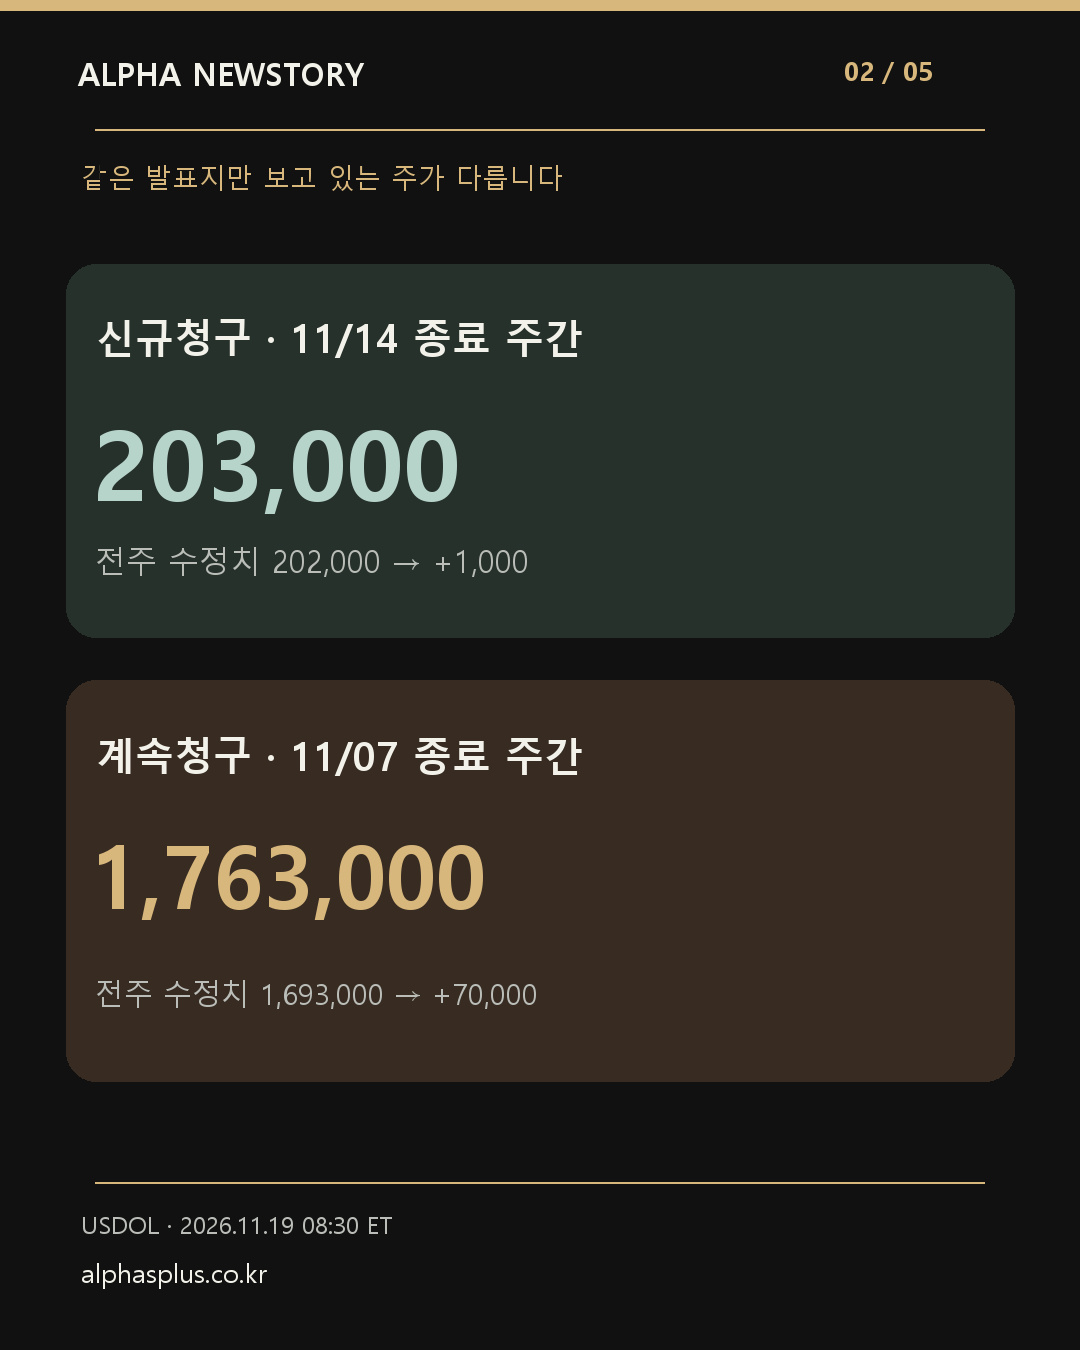 ALPHA NEWSTORY
02 / 05
같은 발표지만 보고 있는 주가 다릅니다
신규청구 · 11/14 종료 주간
203,000
전주 수정치 202,000 → +1,000
계속청구 · 11/07 종료 주간
1,763,000
전주 수정치 1,693,000 → +70,000
USDOL · 2026.11.19 08:30 ET
alphasplus.co.kr